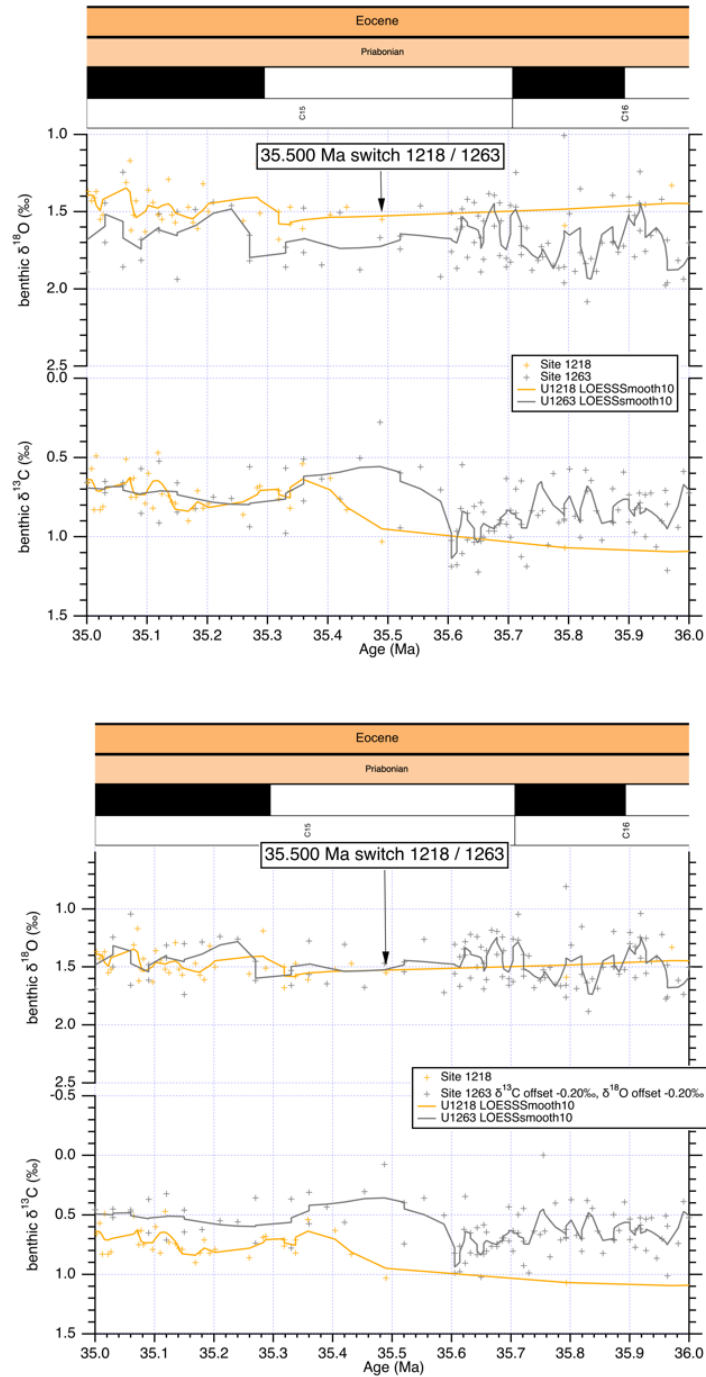 Eocene
Priabonian
C15
C16
35.500 Ma switch 1218 / 1263
benthic δ18O (‰)
1.0
1.5
2.0
2.5
Site 1218
Site 1263
U1218 LOESSSmooth10
U1263 LOESSsmooth10
benthic δ13C (‰)
0.0
0.5
1.0
1.5
35.0 35.1 35.2 35.3 35.4 35.5 35.6 35.7 35.8 35.9 36.0
Age (Ma)
Eocene
Priabonian
C15
C16
35.500 Ma switch 1218 / 1263
benthic δ18O (‰)
1.0
1.5
2.0
2.5
Site 1218
Site 1263 δ13C offset -0.20‰, δ18O offset -0.20‰
U1218 LOESSSmooth10
U1263 LOESSsmooth10
benthic δ13C (‰)
-0.5
0.0
0.5
1.0
1.5
35.0 35.1 35.2 35.3 35.4 35.5 35.6 35.7 35.8 35.9 36.0
Age (Ma)